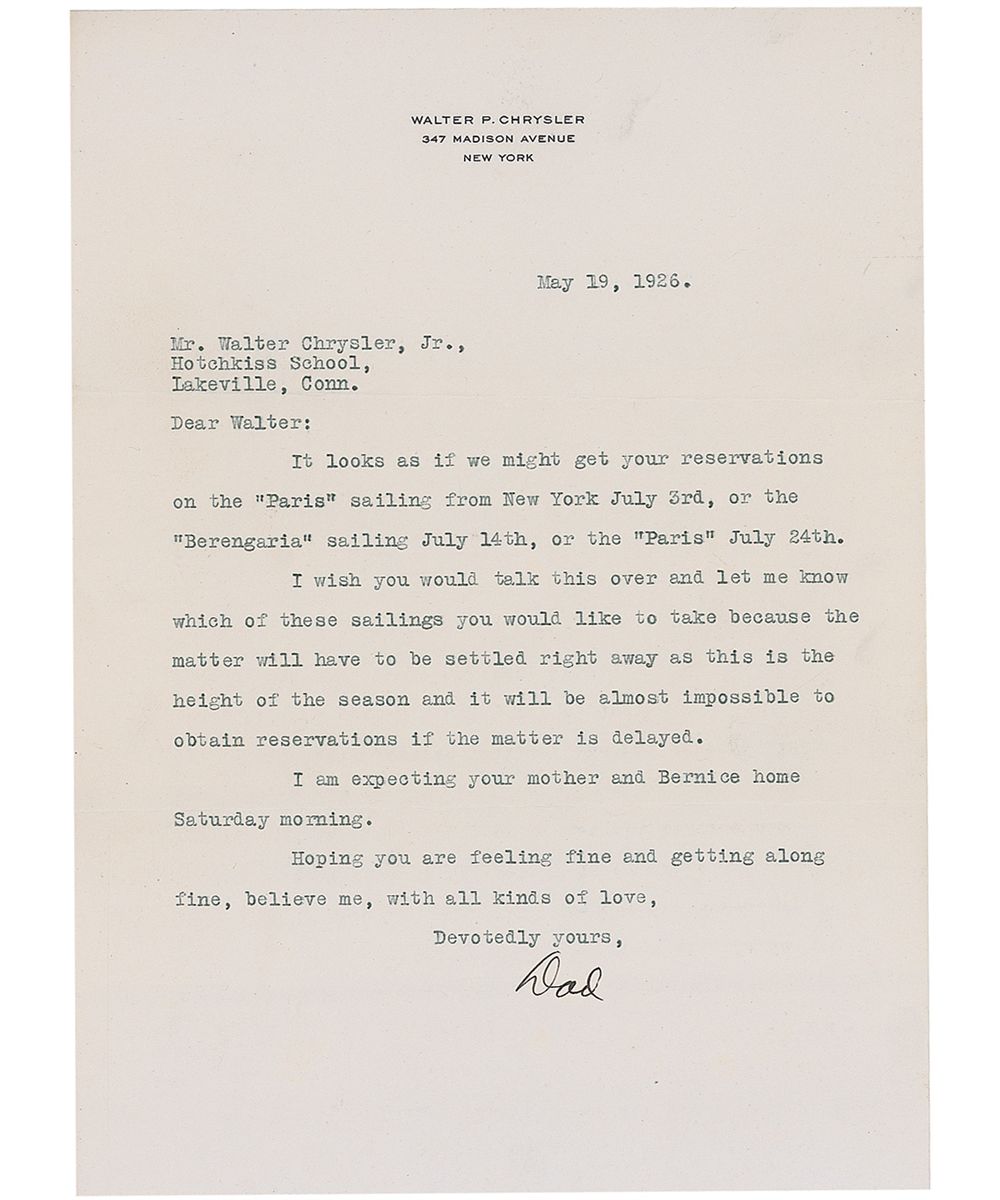 WALTER P. CHRYSLER
347 MADISON AVENUE
NEW YORK
May 19, 1926.
Mr. Walter Chrysler, Jr.,
Hotchkiss School,
Lakeville, Conn.
Dear Walter:
It looks as if we might get your reservations
on the "Paris" sailing from New York July 3rd, or the
"Berengaria" sailing July 14th, or the "Paris" July 24th.
I wish you would talk this over and let me know
which of these sailings you would like to take because the
matter will have to be settled right away as this is the
height of the season and it will be almost impossible to
obtain reservations if the matter is delayed.
I am expecting your mother and Bernice home
Saturday morning.
Hoping you are feeling fine and getting along
fine, believe me, with all kinds of love,
Devotedly yours,
Dad